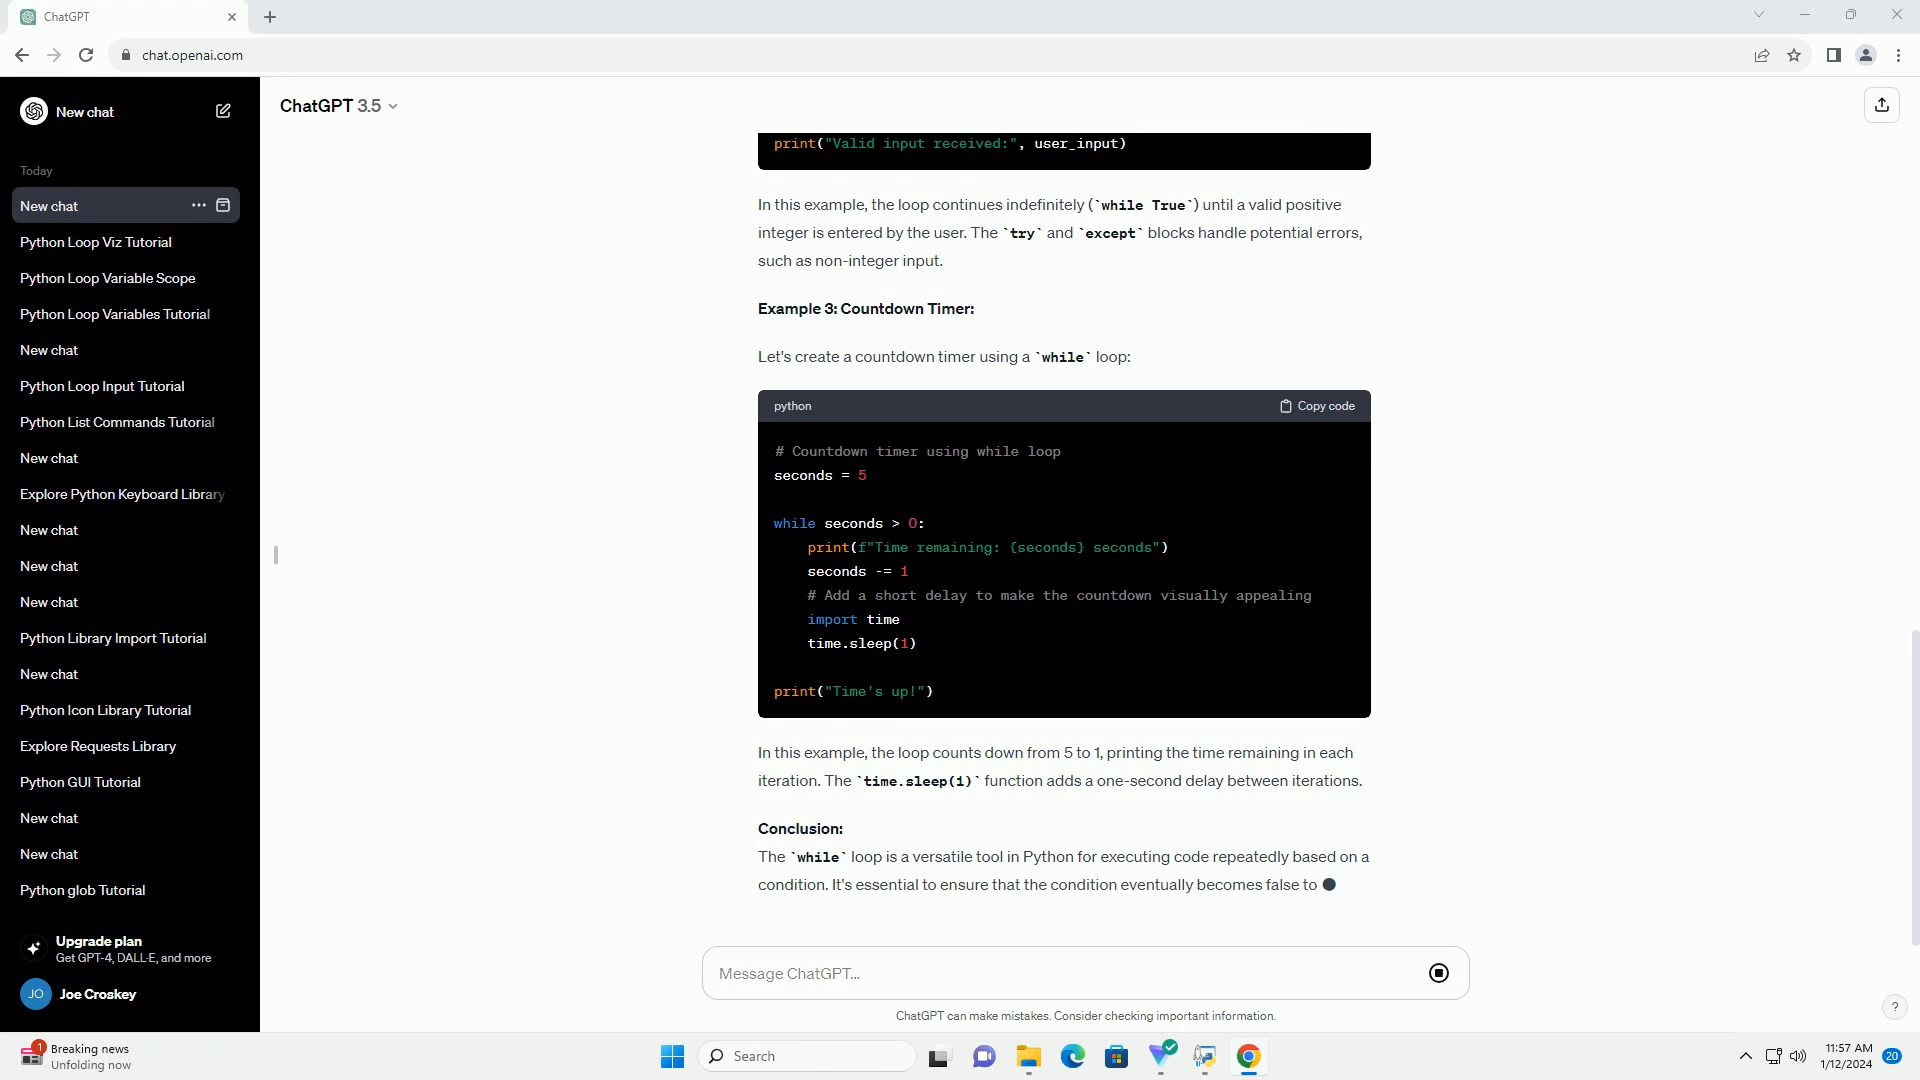 ChatGPT
chat.openai.com
New chat
ChatGPT 3.5
Today
New chat
Python Loop Viz Tutorial
Python Loop Variable Scope
Python Loop Variables Tutorial
New chat
Python Loop Input Tutorial
Python List Commands Tutorial
New chat
Explore Python Keyboard Library
New chat
New chat
New chat
Python Library Import Tutorial
New chat
Python Icon Library Tutorial
Explore Requests Library
Python GUI Tutorial
New chat
New chat
Python glob Tutorial
Upgrade plan
Get GPT-4, DALL·E, and more
JO Joe Croskey
print("Valid input received:", user_input)
In this example, the loop continues indefinitely (`while True`) until a valid positive
integer is entered by the user. The `try` and `except` blocks handle potential errors,
such as non-integer input.
Example 3: Countdown Timer:
Let's create a countdown timer using a `while` loop:
python Copy code
# Countdown timer using while loop
seconds = 5
while seconds > 0:
print(f"Time remaining: {seconds} seconds")
seconds -= 1
# Add a short delay to make the countdown visually appealing
import time
time.sleep(1)
print("Time's up!")
In this example, the loop counts down from 5 to 1, printing the time remaining in each
iteration. The `time.sleep(1)` function adds a one-second delay between iterations.
Conclusion:
The `while` loop is a versatile tool in Python for executing code repeatedly based on a
condition. It's essential to ensure that the condition eventually becomes false to
Message ChatGPT...
ChatGPT can make mistakes. Consider checking important information.
?
1
Breaking news
Unfolding now
Search
11:57 AM
1/12/2024
20